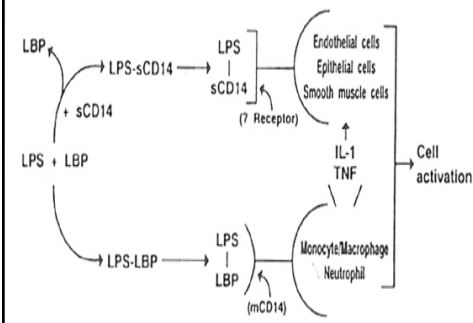 LBP
LPS-sCD14
LPS
sCD14
Endothelial cells
Epithelial cells
Smooth muscle cells
+ sCD14
(? Receptor)
LPS + LBP
IL-1
TNF
Cell
activation
LPS-LBP
LPS
LBP
Monocyte/Macrophage
Neutrophil
(mCD14)